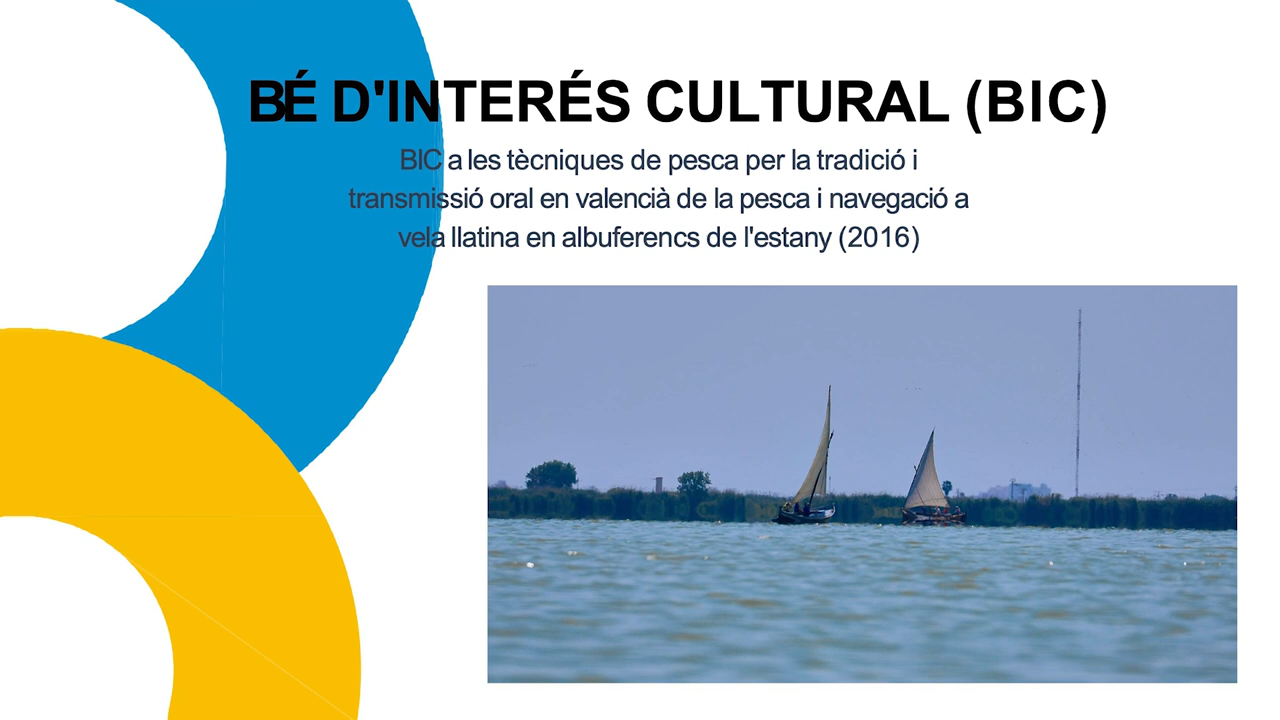 BÉ D'INTERÉS CULTURAL (BIC)
BIC a les tècniques de pesca per la tradició i
transmissió oral en valencià de la pesca i navegació a
vela llatina en albuferencs de l'estany (2016)